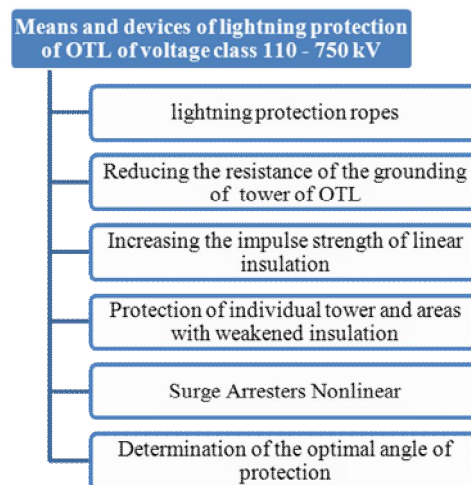 Means and devices of lightning protection
of OTL of voltage class 110 - 750 kV
lightning protection ropes
Reducing the resistance of the grounding
of tower of OTL
Increasing the impulse strength of linear
insulation
Protection of individual tower and areas
with weakened insulation
Surge Arresters Nonlinear
Determination of the optimal angle of
protection